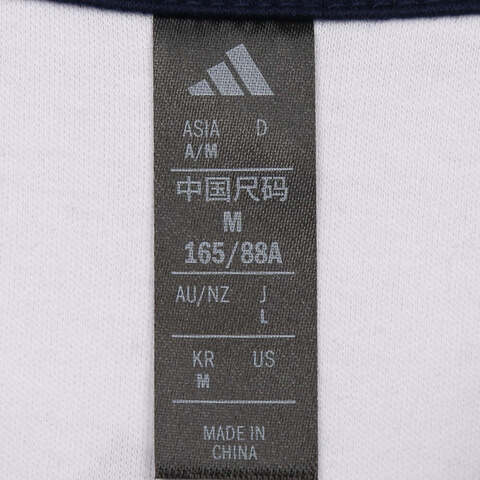 ASIA D
A/M
中国尺码
M
165/88A
AU/NZ J
L
KR US
M
MADE IN
CHINA